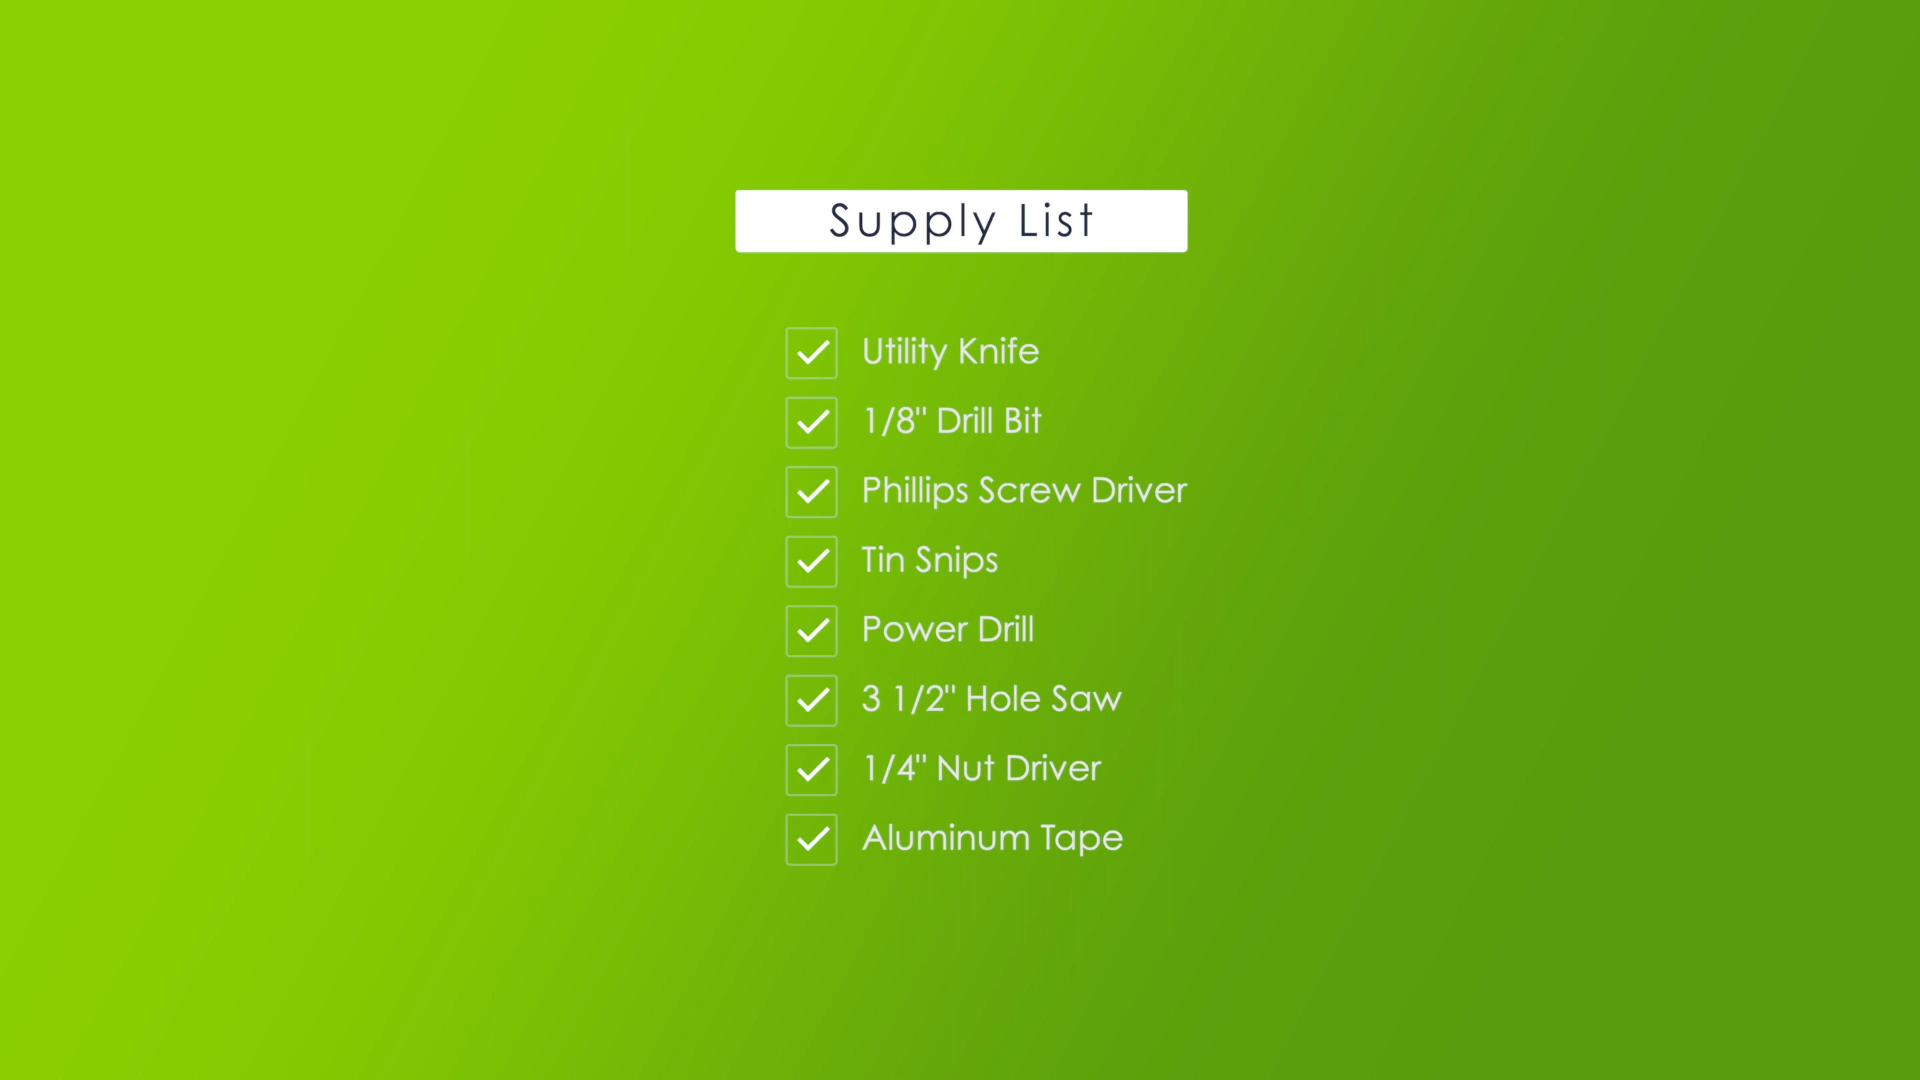 Supply List
Utility Knife
1/8" Drill Bit
Phillips Screw Driver
Tin Snips
Power Drill
3 1/2" Hole Saw
1/4" Nut Driver
Aluminum Tape